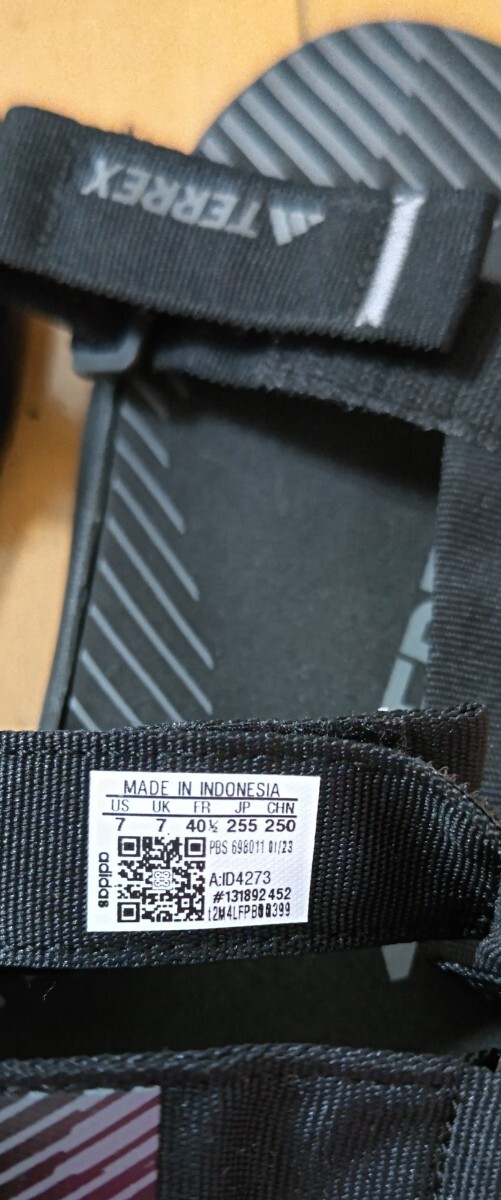 TERREX
MADE IN INDONESIA
US UK FR JP CHN
7 7 40½ 255 250
PBS 698011 01/23
A:ID4273
#131892452
adidas